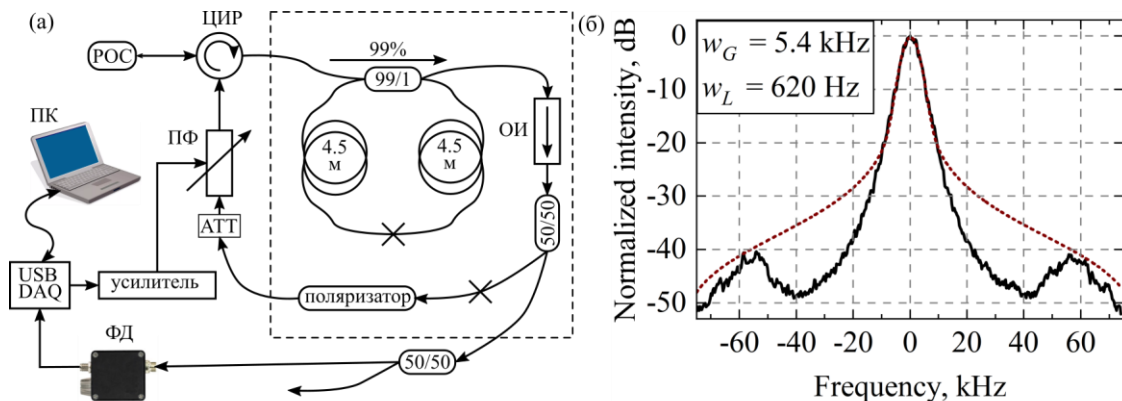 (а)
ЦИР
РОС
99%
99/1
ПК
ПФ
4.5
м
4.5
м
ОИ
АТТ
50/50
USB
DAQ
усилитель
поляризатор
ФД
50/50
(б)
Normalized intensity, dB
0
-10
-20
-30
-40
-50
w_G = 5.4 kHz
w_L = 620 Hz
-60 -40 -20 0 20 40 60
Frequency, kHz